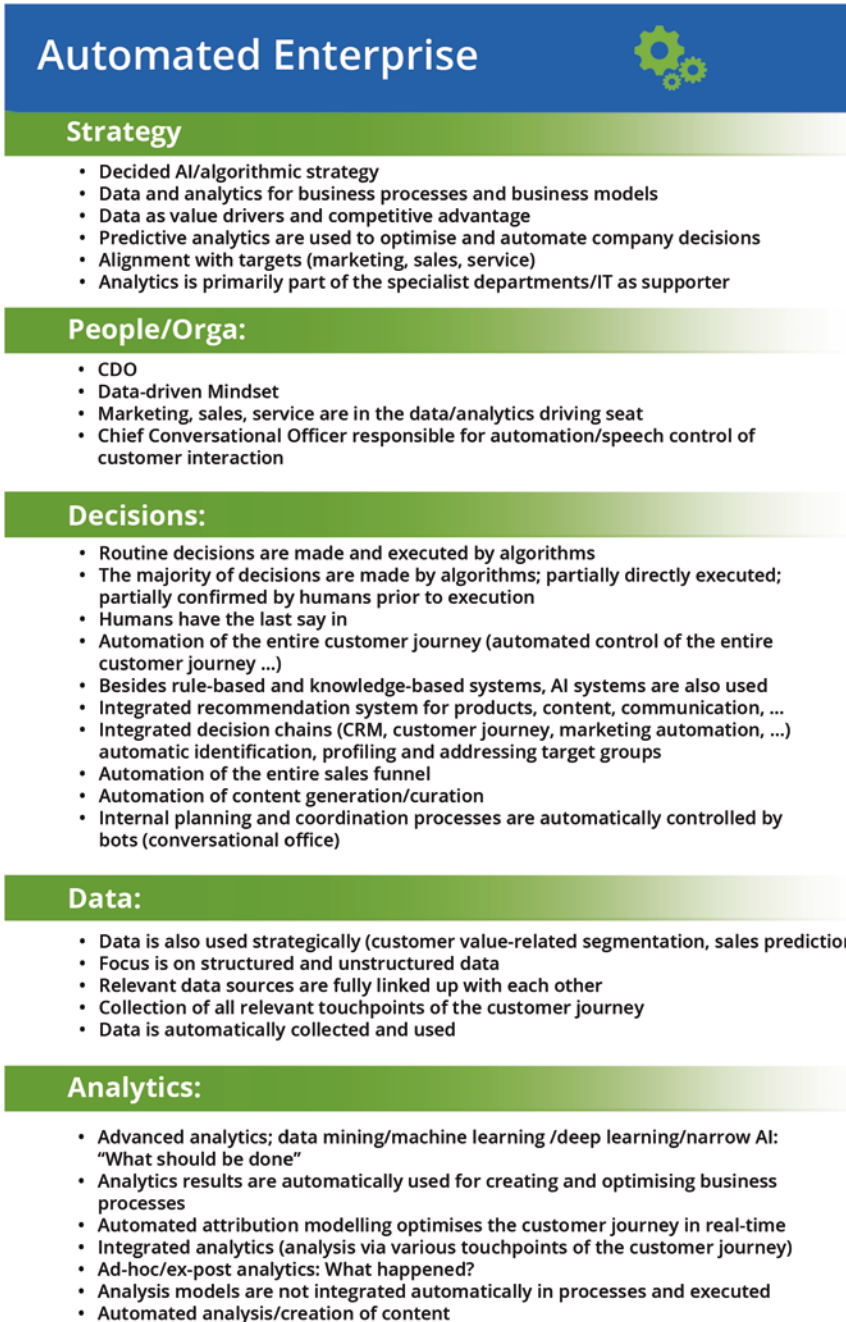 Automated Enterprise
Strategy
• Decided AI/algorithmic strategy
• Data and analytics for business processes and business models
• Data as value drivers and competitive advantage
• Predictive analytics are used to optimise and automate company decisions
• Alignment with targets (marketing, sales, service)
• Analytics is primarily part of the specialist departments/IT as supporter
People/Orga:
• CDO
• Data-driven Mindset
• Marketing, sales, service are in the data/analytics driving seat
• Chief Conversational Officer responsible for automation/speech control of
customer interaction
Decisions:
• Routine decisions are made and executed by algorithms
• The majority of decisions are made by algorithms; partially directly executed;
partially confirmed by humans prior to execution
• Humans have the last say in
• Automation of the entire customer journey (automated control of the entire
customer journey ...)
• Besides rule-based and knowledge-based systems, AI systems are also used
• Integrated recommendation system for products, content, communication, ...
• Integrated decision chains (CRM, customer journey, marketing automation, ...)
automatic identification, profiling and addressing target groups
• Automation of the entire sales funnel
• Automation of content generation/curation
• Internal planning and coordination processes are automatically controlled by
bots (conversational office)
Data:
• Data is also used strategically (customer value-related segmentation, sales prediction
• Focus is on structured and unstructured data
• Relevant data sources are fully linked up with each other
• Collection of all relevant touchpoints of the customer journey
• Data is automatically collected and used
Analytics:
• Advanced analytics; data mining/machine learning /deep learning/narrow AI:
“What should be done”
• Analytics results are automatically used for creating and optimising business
processes
• Automated attribution modelling optimises the customer journey in real-time
• Integrated analytics (analysis via various touchpoints of the customer journey)
• Ad-hoc/ex-post analytics: What happened?
• Analysis models are not integrated automatically in processes and executed
• Automated analysis/creation of content